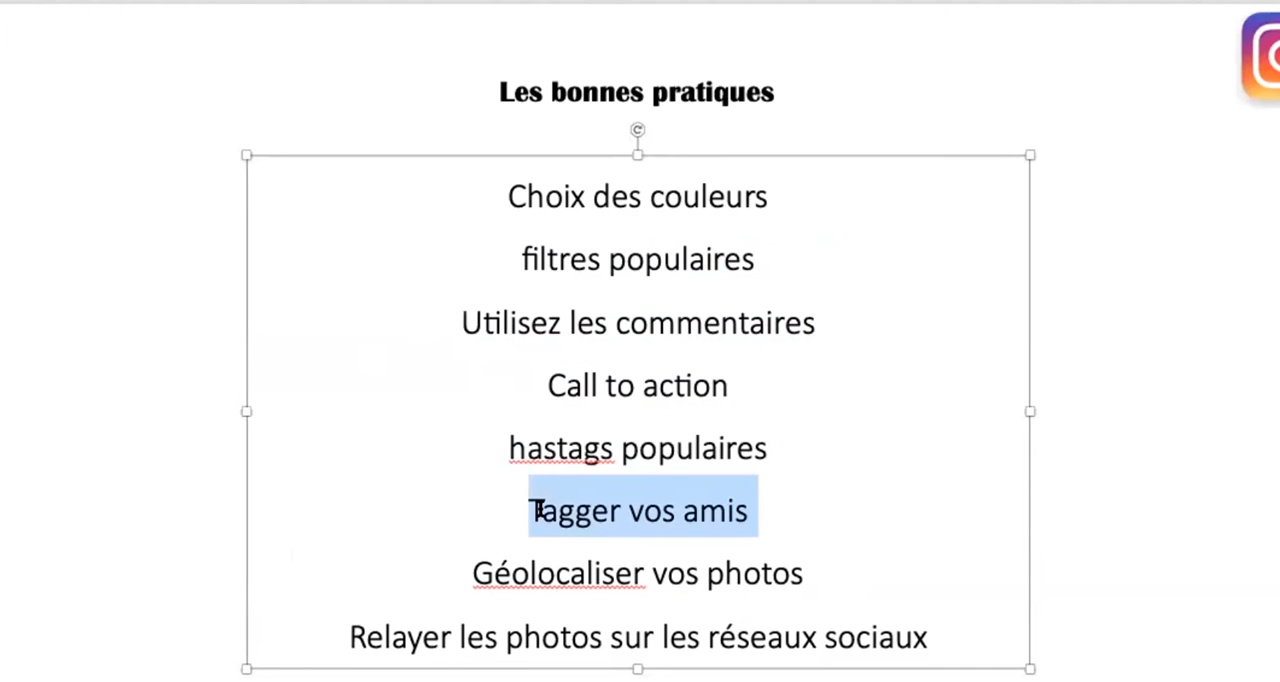 Les bonnes pratiques
Choix des couleurs
filtres populaires
Utilisez les commentaires
Call to action
hastags populaires
Tagger vos amis
Géolocaliser vos photos
Relayer les photos sur les réseaux sociaux